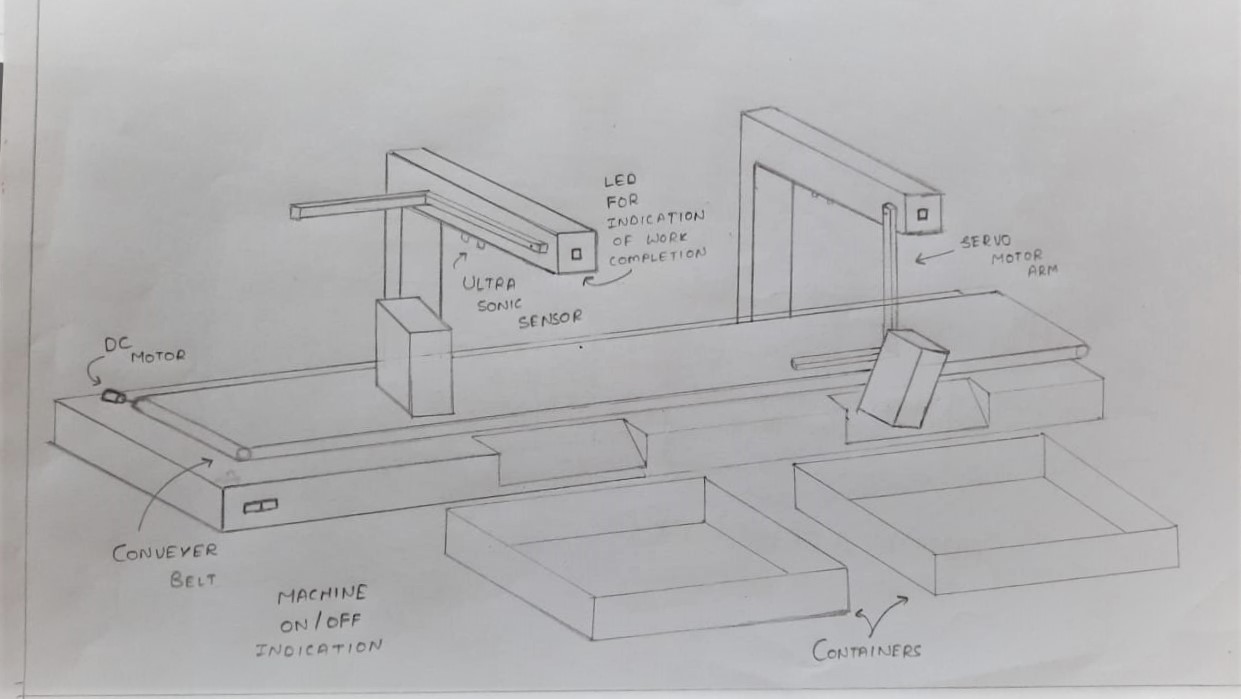 LED
FOR
INDICATION
OF WORK
COMPLETION
SERVO
MOTOR
ARM
ULTRA
SONIC
SENSOR
DC
MOTOR
CONVEYER
BELT
MACHINE
ON/OFF
INDICATION
CONTAINERS